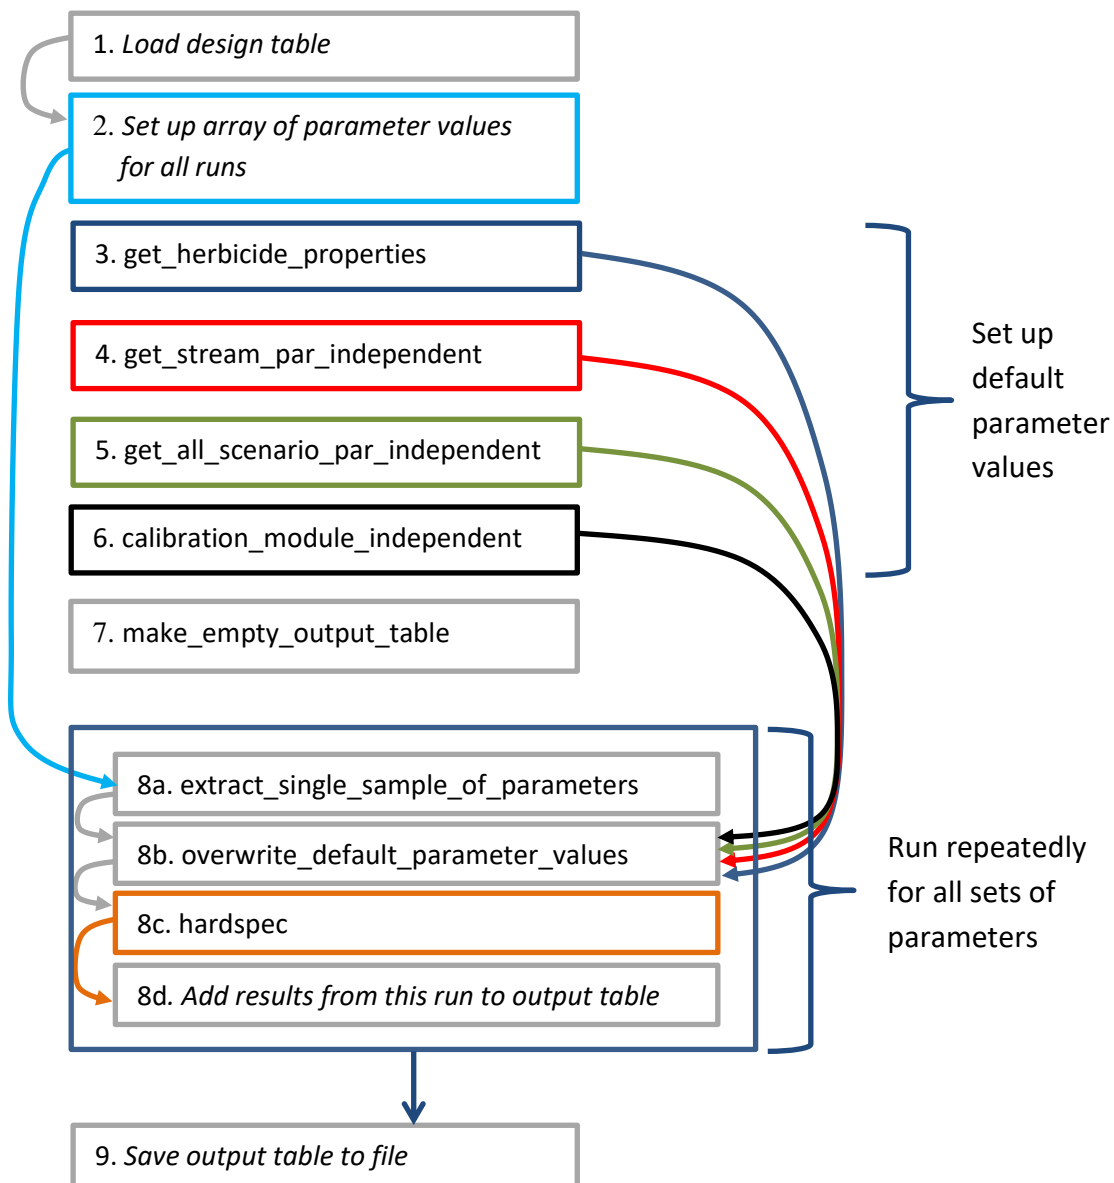 1. Load design table
2. Set up array of parameter values
for all runs
3. get_herbicide_properties
4. get_stream_par_independent
5. get_all_scenario_par_independent
6. calibration_module_independent
7. make_empty_output_table
Set up
default
parameter
values
8a. extract_single_sample_of_parameters
8b. overwrite_default_parameter_values
8c. hardspec
8d. Add results from this run to output table
Run repeatedly
for all sets of
parameters
9. Save output table to file